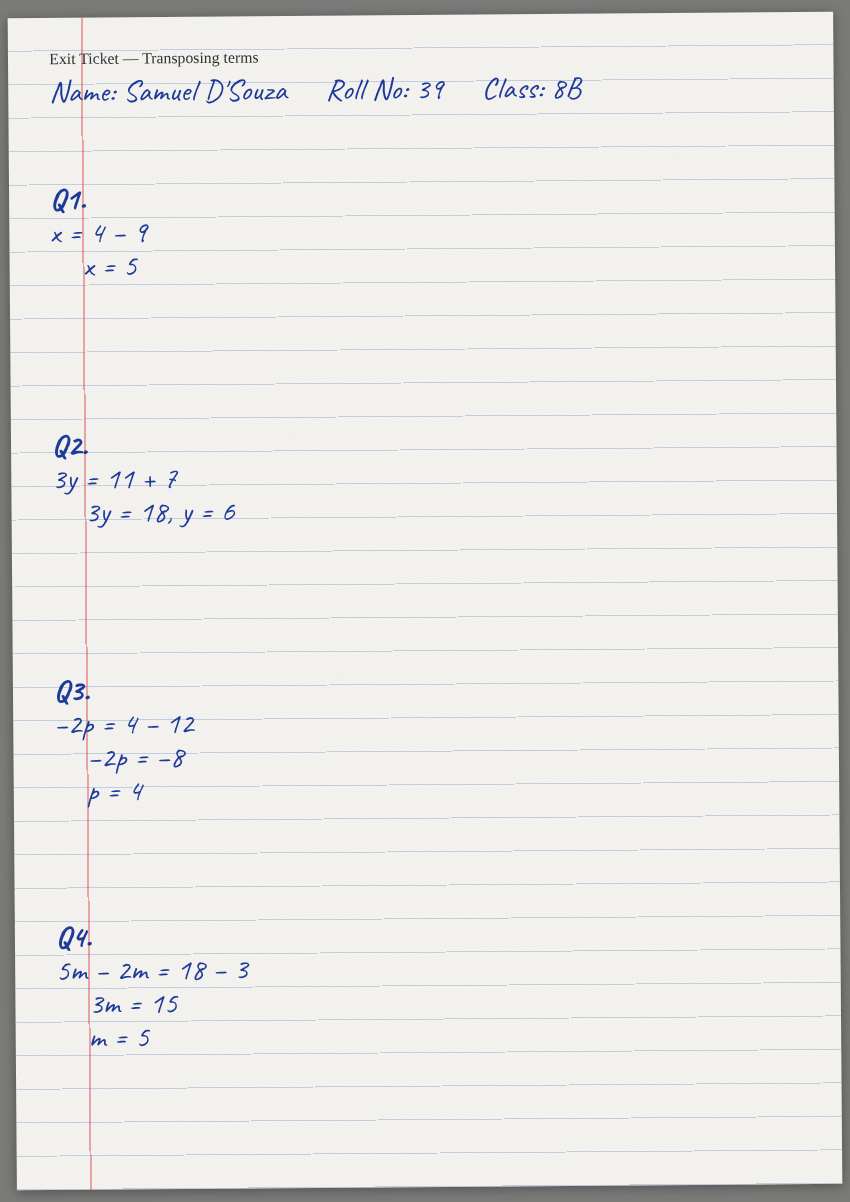 Exit Ticket — Transposing terms
Name: Samuel D'Souza Roll No: 39 Class: 8B
Q1.
x = 4 – 9
x = 5
Q2.
3y = 11 + 7
3y = 18, y = 6
Q3.
–2p = 4 – 12
–2p = –8
p = 4
Q4.
5m – 2m = 18 – 3
3m = 15
m = 5